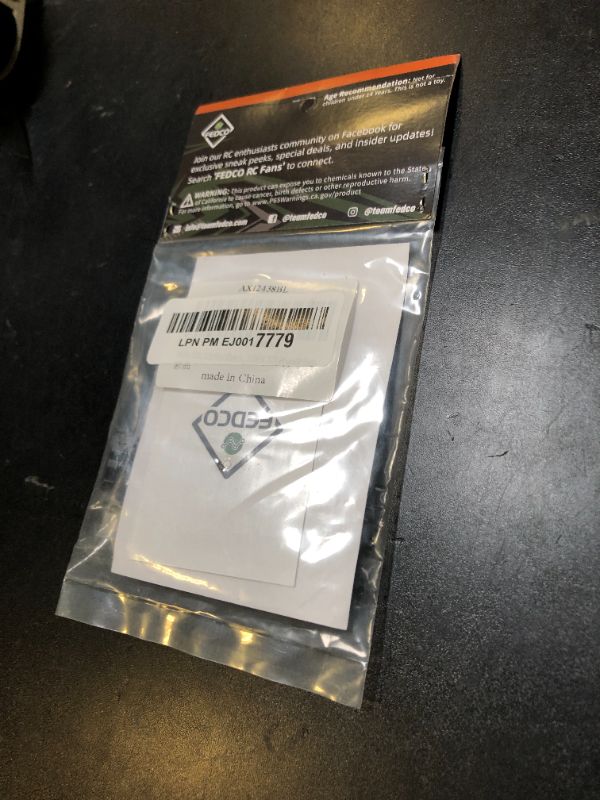 Age Recommendation: Not for
children under 14 Years. This is not a toy.
FEDCO
Join our RC enthusiasts community on Facebook for
exclusive sneak peeks, special deals, and insider updates!
Search 'FEDCO RC Fans' to connect.
WARNING: This product can expose you to chemicals known to the State
of California to cause cancer, birth defects or other reproductive harm.
For more information, go to www.P65Warnings.ca.gov/product
@teamfedco
@teamfedco
LPN PM EJ0017779
made in China
FEDCO